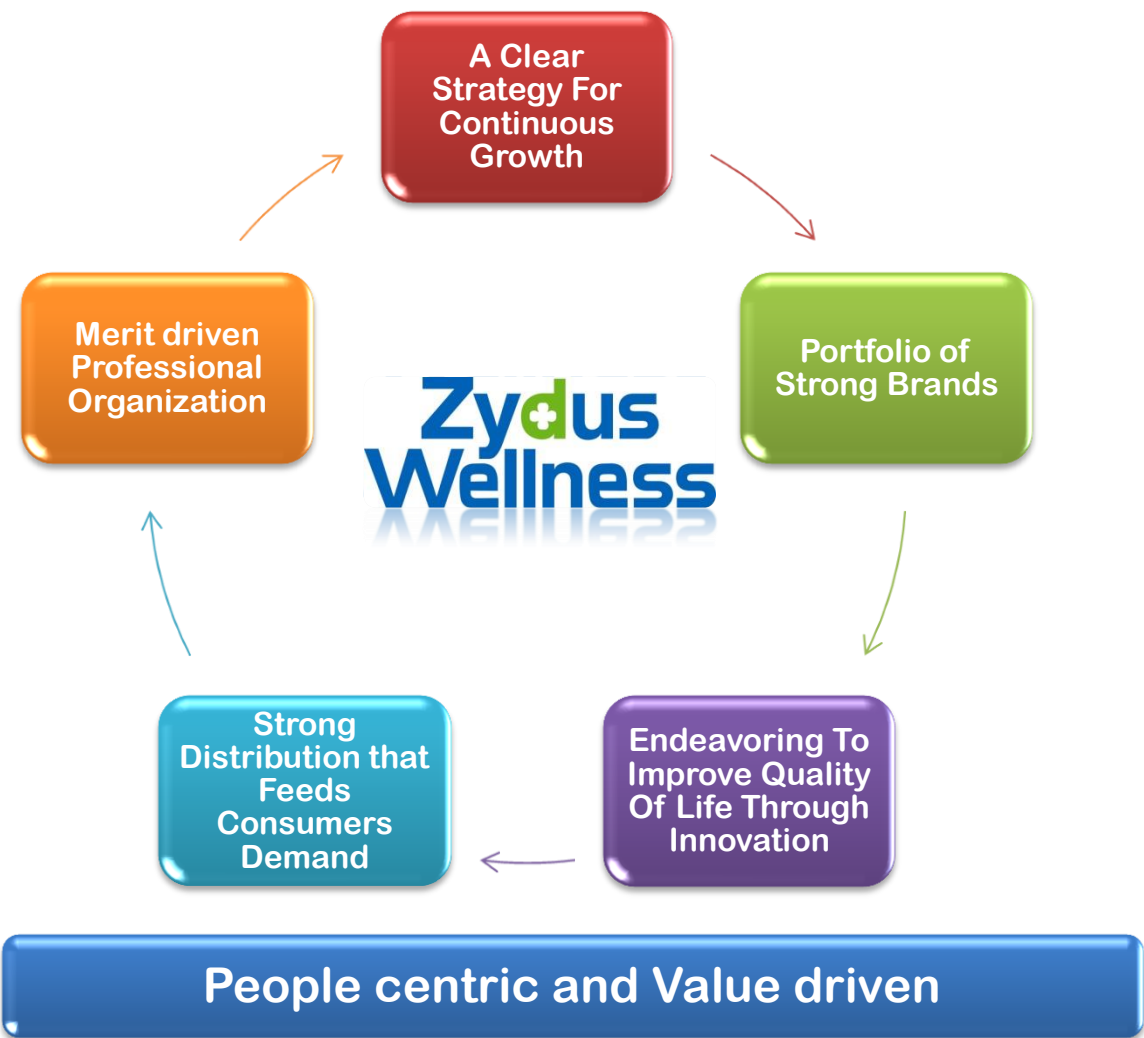 A Clear
Strategy For
Continuous
Growth
Portfolio of
Strong Brands
Endeavoring To
Improve Quality
Of Life Through
Innovation
Strong
Distribution that
Feeds
Consumers
Demand
Merit driven
Professional
Organization
Zydus
Wellness
People centric and Value driven